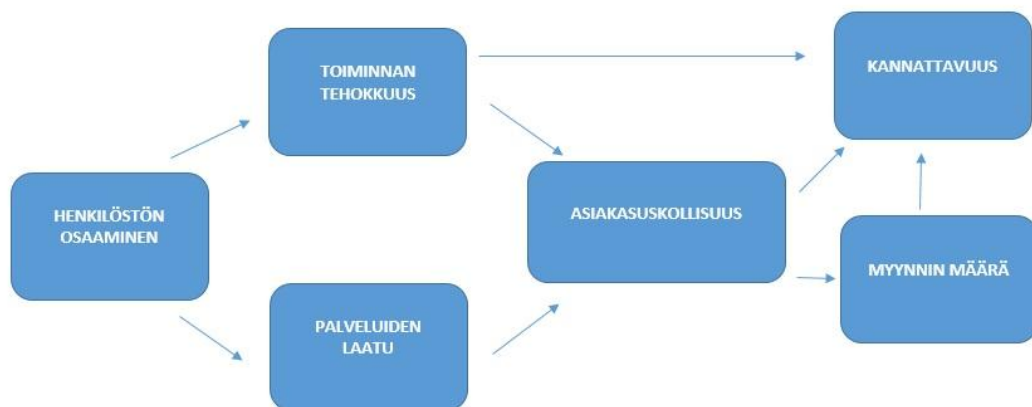 TOIMINNAN
TEHOKKUUS
KANNATTAVUUS
HENKILÖSTÖN
OSAAMINEN
ASIAKASUSKOLLISUUS
MYYNNIN MÄÄRÄ
PALVELUIDEN
LAATU